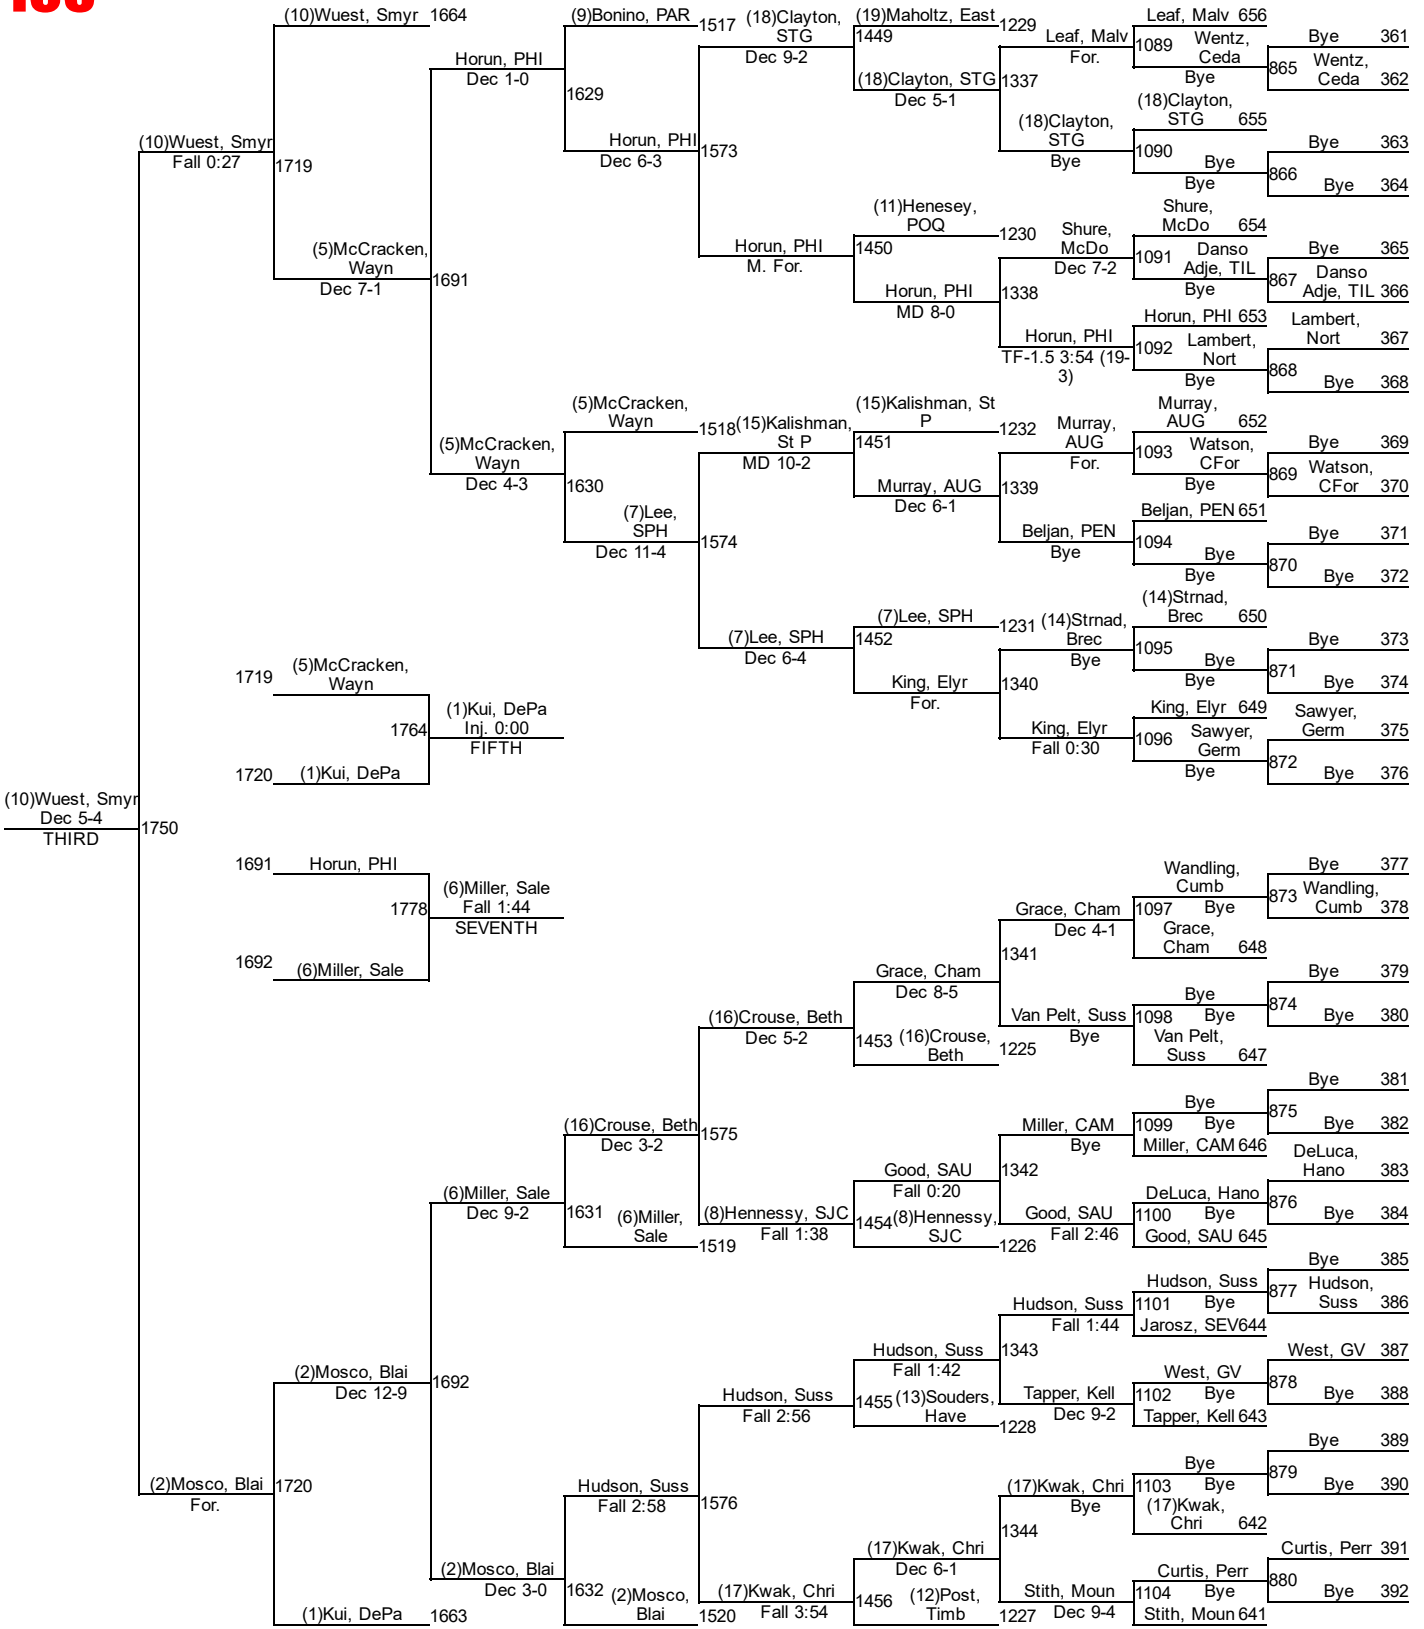 (10)Wuest, Smyr 1664
(9)Bonino, PAR
1517
(18)Clayton,
STG
Dec 9-2
(19)Maholtz, East
1229
1449
Leaf, Malv
For.
Leaf, Malv 656
1089 Wentz,
Ceda
Bye
Bye 361
865 Wentz,
Ceda 362
Horun, PHI
Dec 1-0
1629
(18)Clayton, STG
Dec 5-1
1337
(18)Clayton,
STG
Bye
(18)Clayton,
STG 655
1090 Bye
Bye
Bye 363
866
Bye 364
(10)Wuest, Smyr
Fall 0:27
1719
Horun, PHI
Dec 6-3
1573
(11)Henesey,
POQ
1230
1450
Shure,
McDo
Dec 7-2
Shure,
McDo 654
1091 Danso
Adje, TIL
Bye
Bye 365
867 Danso
Adje, TIL 366
(5)McCracken,
Wayn
Dec 7-1
1691
Horun, PHI
M. For.
Horun, PHI
MD 8-0
1338
Horun, PHI
TF-1.5 3:54 (19-
3)
Horun, PHI 653
1092 Lambert,
Nort
Bye
Lambert,
Nort 367
868
Bye 368
(5)McCracken,
Wayn
1518
(15)Kalishman,
St P
MD 10-2
(15)Kalishman, St
P
1232
1451
Murray,
AUG
For.
Murray,
AUG 652
1093 Watson,
CFor
Bye
Bye 369
869 Watson,
CFor 370
(5)McCracken,
Wayn
Dec 4-3
1630
Murray, AUG
Dec 6-1
1339
Beljan, PEN
Bye
Beljan, PEN 651
1094 Bye
Bye
Bye 371
870
Bye 372
(7)Lee,
SPH
Dec 11-4
1574
(7)Lee, SPH
1231
1452
(14)Strnad,
Brec
Bye
(14)Strnad,
Brec 650
1095 Bye
Bye
Bye 373
871
Bye 374
(7)Lee, SPH
Dec 6-4
King, Elyr
For.
1340
King, Elyr
Fall 0:30
King, Elyr 649
1096 Sawyer,
Germ
Bye
Sawyer,
Germ 375
872
Bye 376
1719 (5)McCracken,
Wayn
1764
(1)Kui, DePa
Inj. 0:00
FIFTH
1720 (1)Kui, DePa
(10)Wuest, Smyr
Dec 5-4
THIRD
1750
1691 Horun, PHI
1778
(6)Miller, Sale
Fall 1:44
SEVENTH
1692 (6)Miller, Sale
Grace, Cham
Dec 4-1
Wandling,
Cumb
1097 Bye
Grace,
Cham 648
Bye 377
873 Wandling,
Cumb 378
1341
Grace, Cham
Dec 8-5
Van Pelt, Suss
Bye
Bye
1098 Bye
Van Pelt,
Suss 647
Bye 379
874
Bye 380
(16)Crouse, Beth
Dec 5-2
1453 (16)Crouse,
Beth 1225
Miller, CAM
Bye
Bye
1099 Bye
Miller, CAM 646
Bye 381
875
Bye 382
(16)Crouse, Beth
Dec 3-2
1575
Good, SAU
Fall 0:20
1342
Good, SAU
Fall 2:46
DeLuca, Hano
1100 Bye
Good, SAU 645
DeLuca,
Hano 383
876
Bye 384
(6)Miller, Sale
Dec 9-2
1631 (6)Miller,
Sale 1519
(8)Hennessy, SJC
Fall 1:38
1454 (8)Hennessy,
SJC 1226
Hudson, Suss
Fall 1:44
Hudson, Suss
1101 Bye
Jarosz, SEV 644
Bye 385
877 Hudson,
Suss 386
(2)Mosco, Blai
Dec 12-9
1692
Hudson, Suss
Fall 2:56
Hudson, Suss
Fall 1:42
1343
1455 (13)Souders,
Have 1228
Tapper, Kell
Dec 9-2
West, GV
1102 Bye
Tapper, Kell 643
West, GV 387
878
Bye 388
(2)Mosco, Blai
For.
1720
Hudson, Suss
Fall 2:58
1576
(17)Kwak, Chri
Bye
Bye
1103 Bye
(17)Kwak,
Chri 642
Bye 389
879
Bye 390
(2)Mosco, Blai
Dec 3-0
1632 (2)Mosco,
Blai 1520
(17)Kwak, Chri
Fall 3:54
(17)Kwak, Chri
Dec 6-1
1344
1456 (12)Post,
Timb 1227
Stith, Moun
Dec 9-4
Curtis, Perr
1104 Bye
Stith, Moun 641
Curtis, Perr 391
880
Bye 392
(1)Kui, DePa 1663